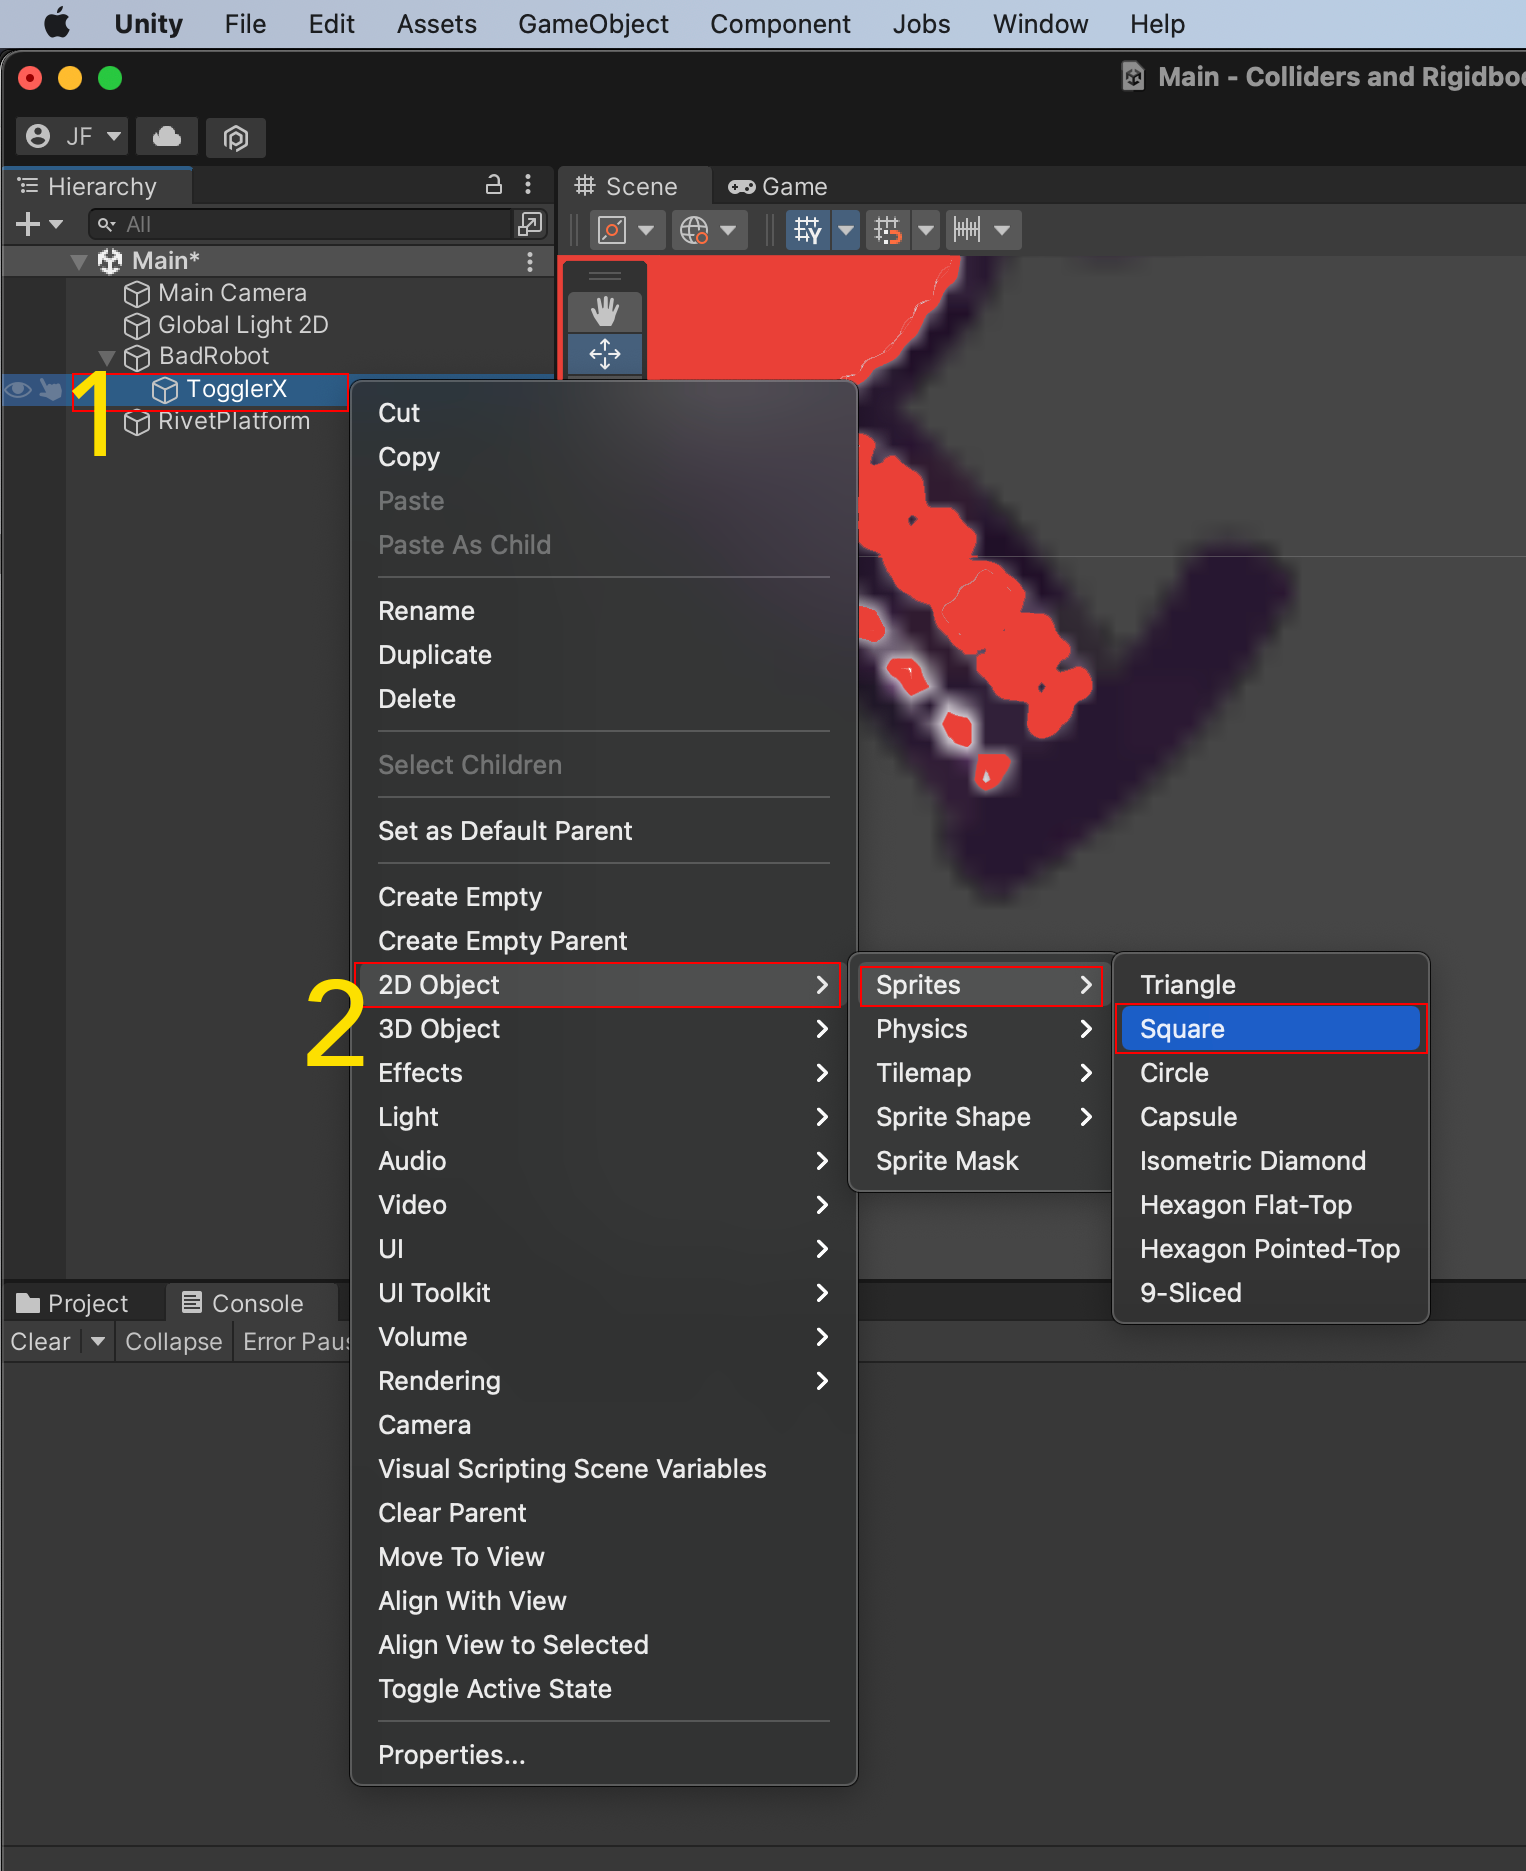 Unity File Edit Assets GameObject Component Jobs Window Help
Main - Colliders and Rigidboo
JF
Hierarchy
Scene
Game
All
Main*
Main Camera
Global Light 2D
BadRobot
1
TogglerX
RivetPlatform
Cut
Copy
Paste
Paste As Child
Rename
Duplicate
Delete
Select Children
Set as Default Parent
Create Empty
Create Empty Parent
2
2D Object
3D Object
Effects
Light
Audio
Video
UI
UI Toolkit
Volume
Rendering
Camera
Visual Scripting Scene Variables
Clear Parent
Move To View
Align With View
Align View to Selected
Toggle Active State
Properties...
Sprites
Physics
Tilemap
Sprite Shape
Sprite Mask
Triangle
Square
Circle
Capsule
Isometric Diamond
Hexagon Flat-Top
Hexagon Pointed-Top
9-Sliced
Project
Console
Clear
Collapse
Error Paus